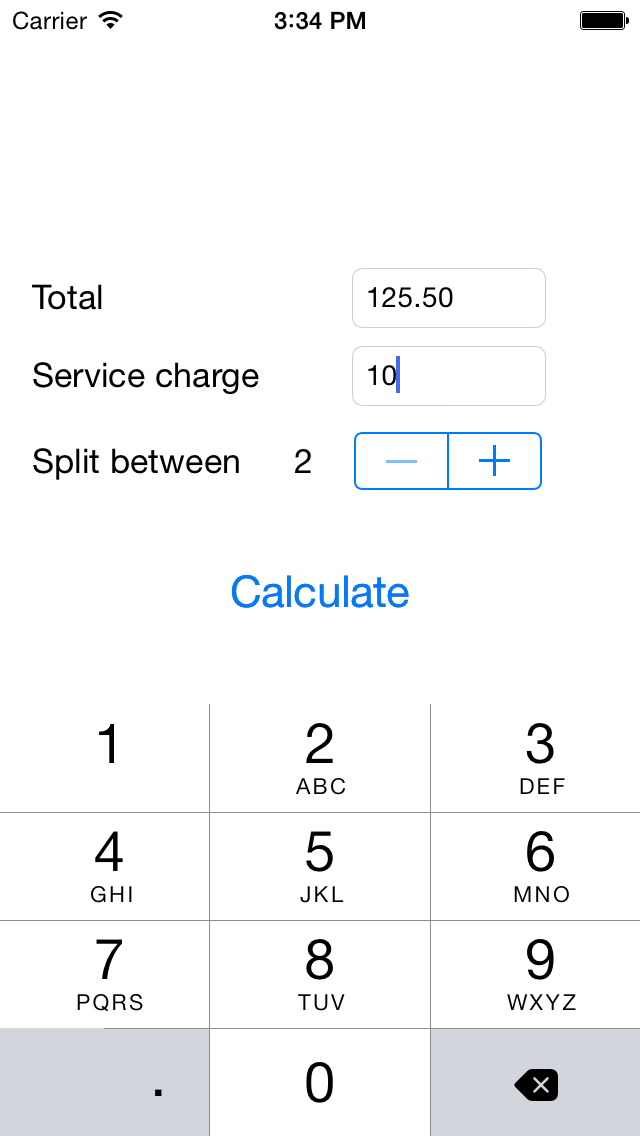 Carrier 3:34 PM
Total 125.50
Service charge 10
Split between 2 — +
Calculate
1 2 3
ABC DEF
4 5 6
GHI JKL MNO
7 8 9
PQRS TUV WXYZ
. 0